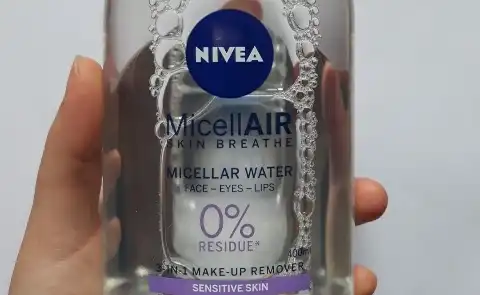 NIVEA
MicellAIR
SKIN BREATHE
MICELLAR WATER
FACE – EYES – LIPS
0%
RESIDUE*
400ml
3-IN-1 MAKE-UP REMOVER
SENSITIVE SKIN